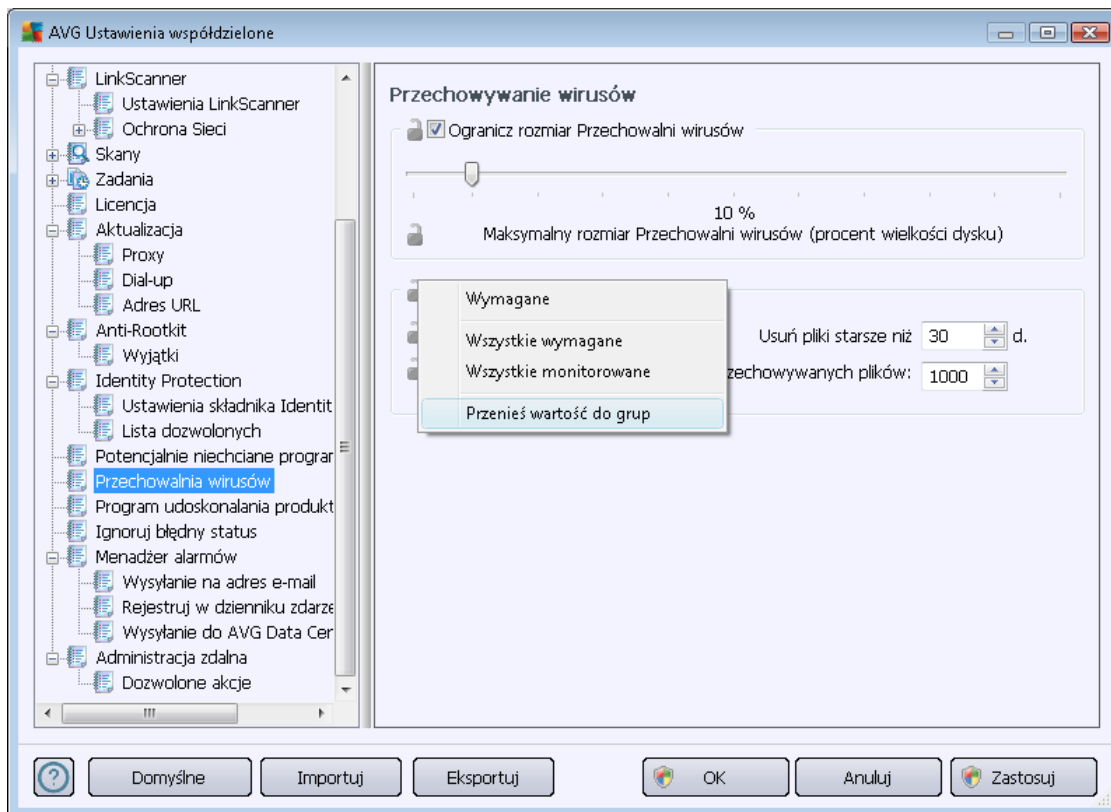 AVG Ustawienia współdzielone
LinkScanner
Ustawienia LinkScanner
Ochrona Sieci
Skany
Zadania
Licencja
Aktualizacja
Proxy
Dial-up
Adres URL
Anti-Rootkit
Wyjątki
Identity Protection
Ustawienia składnika Identit
Lista dozwolonych
Potencjalnie niechciane progran
Przechowalnia wirusów
Program udoskonalania produkt
Ignoruj błędny status
Menadżer alarmów
Wysyłanie na adres e-mail
Rejestruj w dzienniku zdarze
Wysyłanie do AVG Data Cer
Administracja zdalna
Dozwolone akcje
Przechowywanie wirusów
Ogranicz rozmiar Przechowalni wirusów
10 %
Maksymalny rozmiar Przechowalni wirusów (procent wielkości dysku)
Wymagane
Wszystkie wymagane
Wszystkie monitorowane
Przenieś wartość do grup
Usuń pliki starsze niż 30 d.
zechowywanych plików: 1000
Domyślne Importuj Eksportuj OK Anuluj Zastosuj